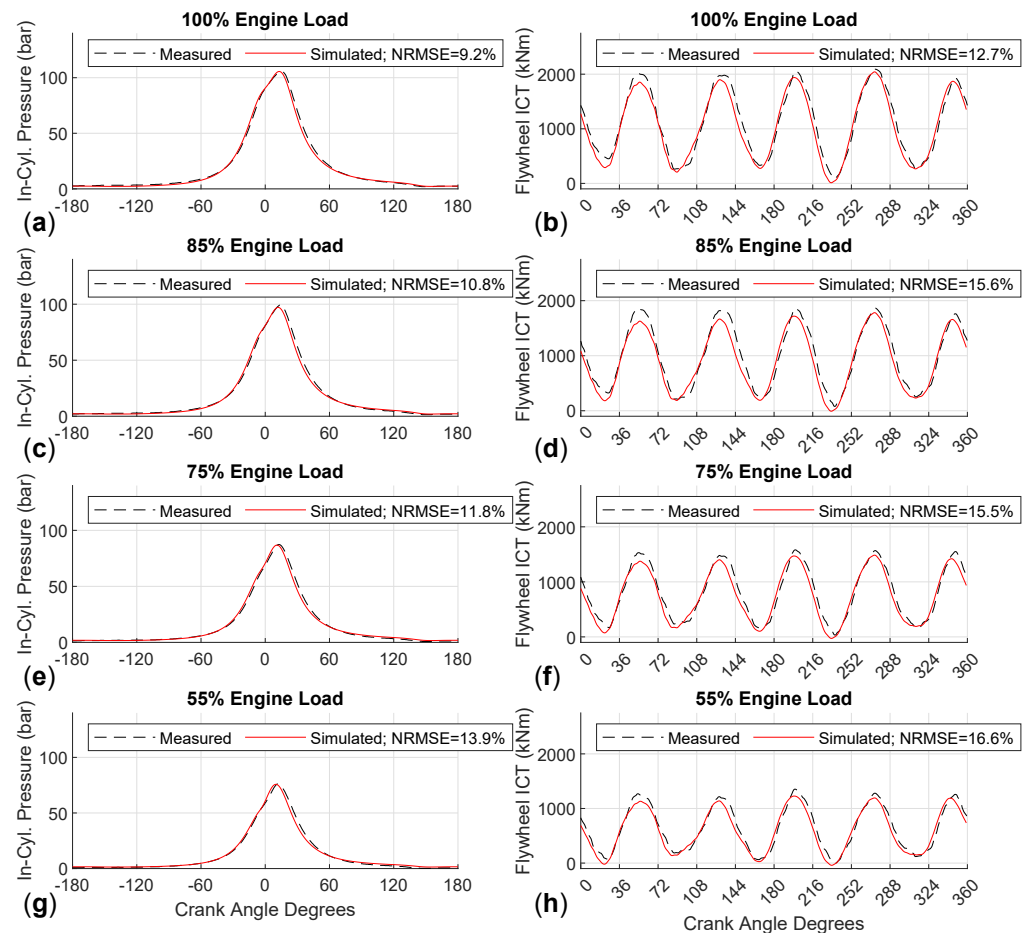 100% Engine Load
In-Cyl. Pressure (bar)
Measured
Simulated; NRMSE=9.2%
100
50
0
-180 -120 -60 0 60 120 180
(a)
100% Engine Load
Flywheel ICT (kNm)
Measured
Simulated; NRMSE=12.7%
2000
1000
0
0 36 72 108 144 180 216 252 288 324 360
(b)
85% Engine Load
In-Cyl. Pressure (bar)
Measured
Simulated; NRMSE=10.8%
100
50
0
-180 -120 -60 0 60 120 180
(c)
85% Engine Load
Flywheel ICT (kNm)
Measured
Simulated; NRMSE=15.6%
2000
1000
0
0 36 72 108 144 180 216 252 288 324 360
(d)
75% Engine Load
In-Cyl. Pressure (bar)
Measured
Simulated; NRMSE=11.8%
100
50
0
-180 -120 -60 0 60 120 180
(e)
75% Engine Load
Flywheel ICT (kNm)
Measured
Simulated; NRMSE=15.5%
2000
1000
0
0 36 72 108 144 180 216 252 288 324 360
(f)
55% Engine Load
In-Cyl. Pressure (bar)
Measured
Simulated; NRMSE=13.9%
100
50
0
-180 -120 -60 0 60 120 180
(g)
Crank Angle Degrees
55% Engine Load
Flywheel ICT (kNm)
Measured
Simulated; NRMSE=16.6%
2000
1000
0
0 36 72 108 144 180 216 252 288 324 360
(h)
Crank Angle Degrees